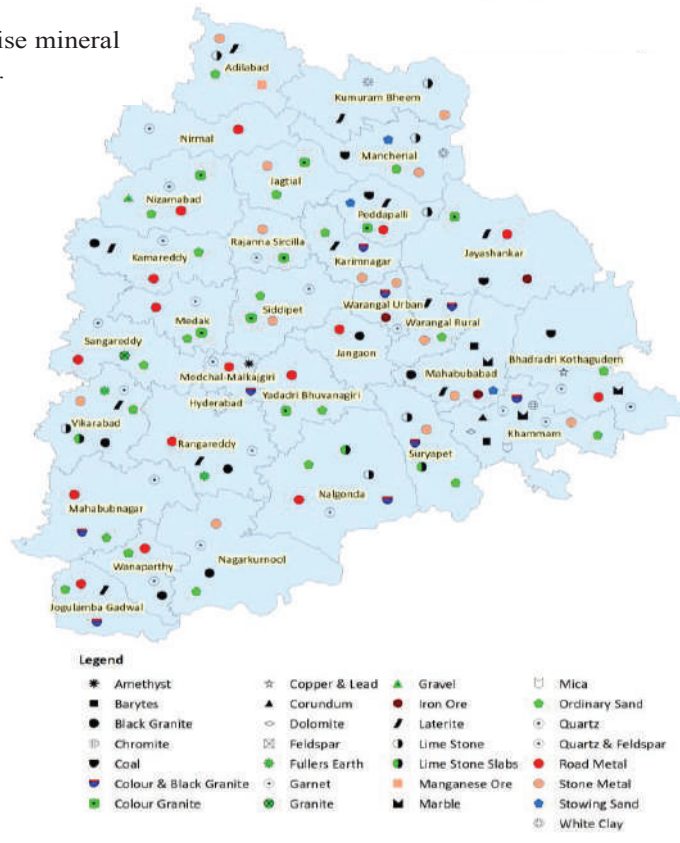 ise mineral
-
Adilabad
Kumuram Bheem
Nirmal
Mancherial
Jagtial
Nizamabad
Peddapalli
Rajanna Sircilla
Kamareddy
Karimnagar
Jayashankar
Siddipet
Warangal Urban
Medak
Warangal Rural
Sangareddy
Jangaon
Bhadradri Kothagudem
Medchal-Malkajgiri
Mahabubabad
Hyderabad
Yadadri Bhuvanagiri
Vikarabad
Khammam
Rangareddy
Suryapet
Nalgonda
Mahabubnagar
Nagarkurnool
Wanaparthy
Jogulamba Gadwal
Legend
Amethyst
Barytes
Black Granite
Chromite
Coal
Colour & Black Granite
Colour Granite
Copper & Lead
Corundum
Dolomite
Feldspar
Fullers Earth
Garnet
Granite
Gravel
Iron Ore
Laterite
Lime Stone
Lime Stone Slabs
Manganese Ore
Marble
Mica
Ordinary Sand
Quartz
Quartz & Feldspar
Road Metal
Stone Metal
Stowing Sand
White Clay